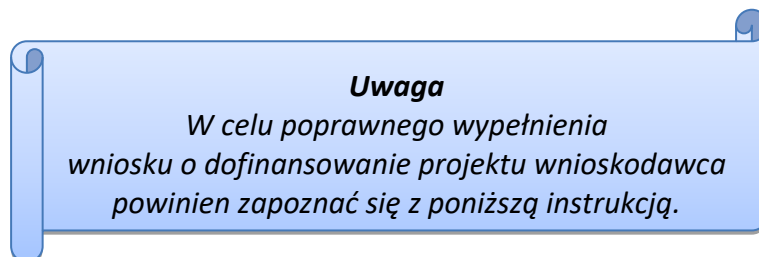 Uwaga
W celu poprawnego wypełnienia
wniosku o dofinansowanie projektu wnioskodawca
powinien zapoznać się z poniższą instrukcją.